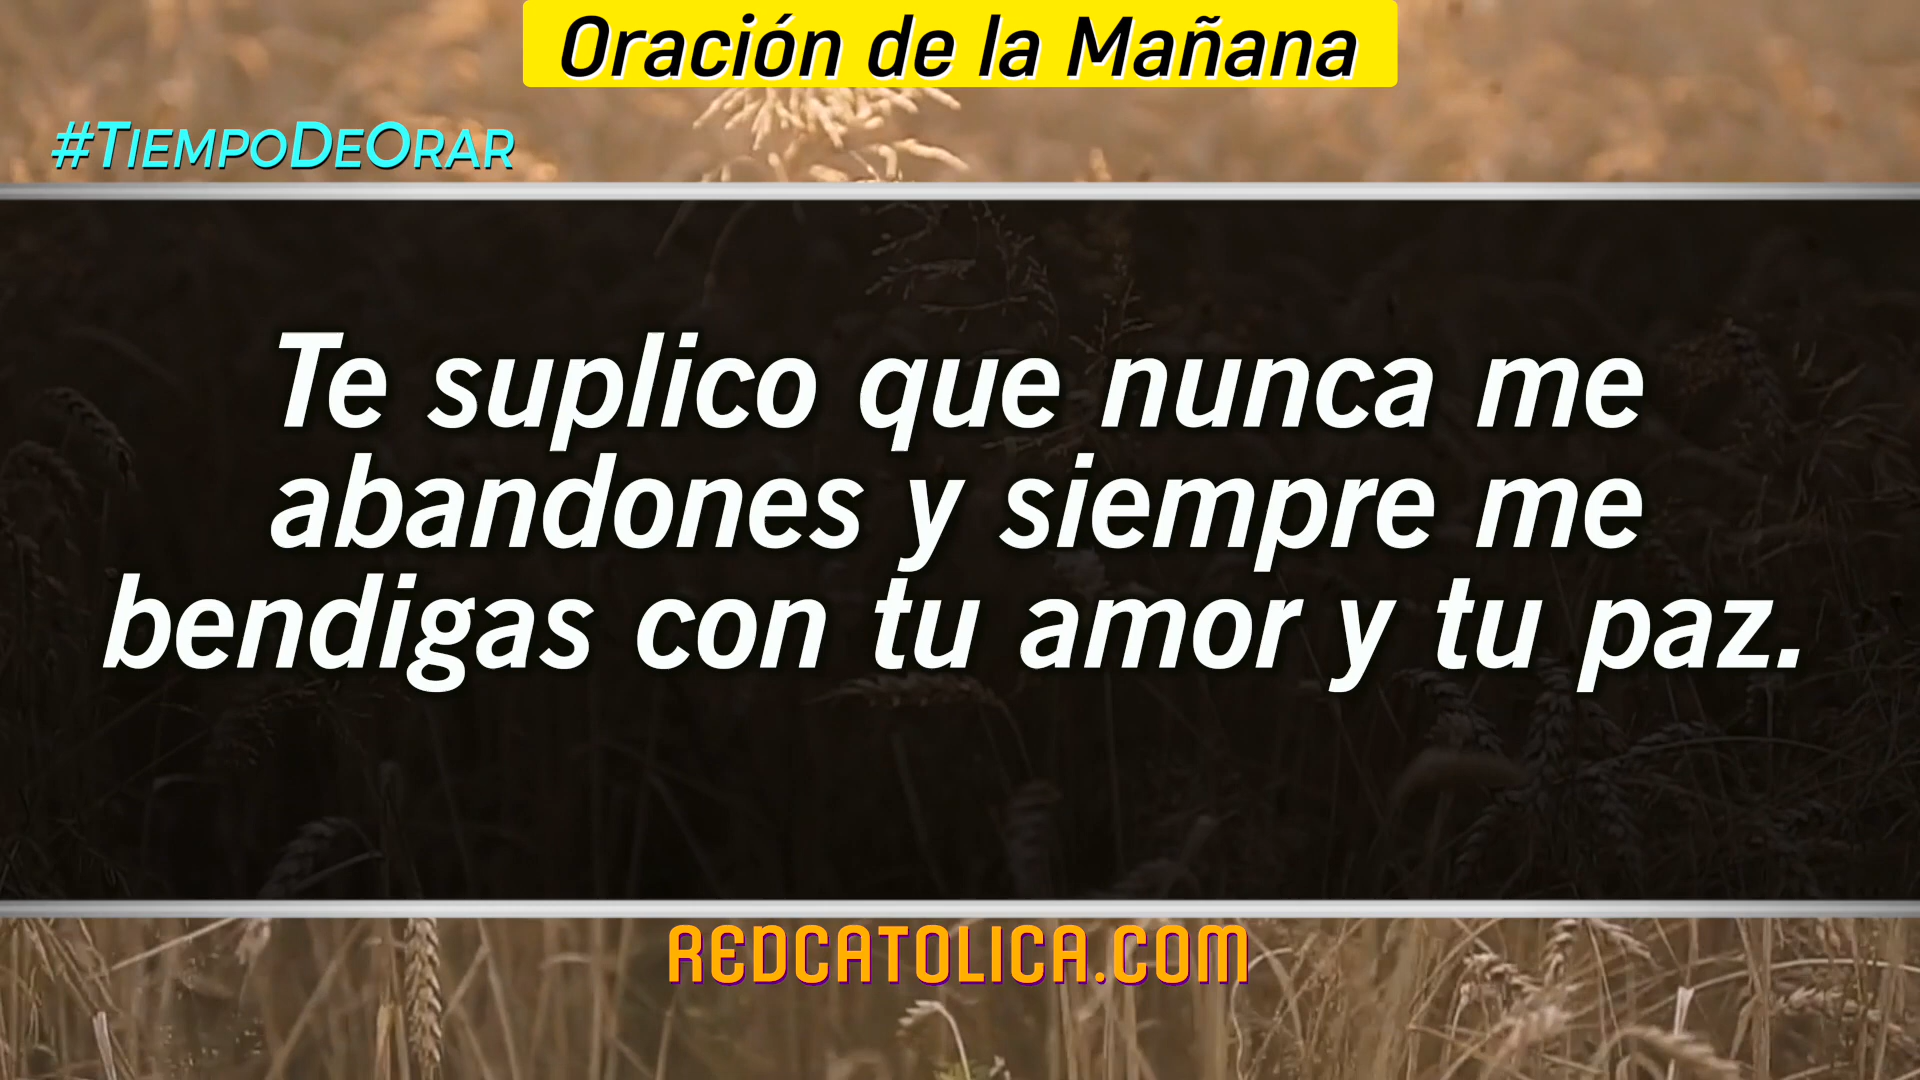 Oración de la Mañana
#TiempoDeOrar
Te suplico que nunca me
abandones y siempre me
bendigas con tu amor y tu paz.
REDCATOLICA.COM